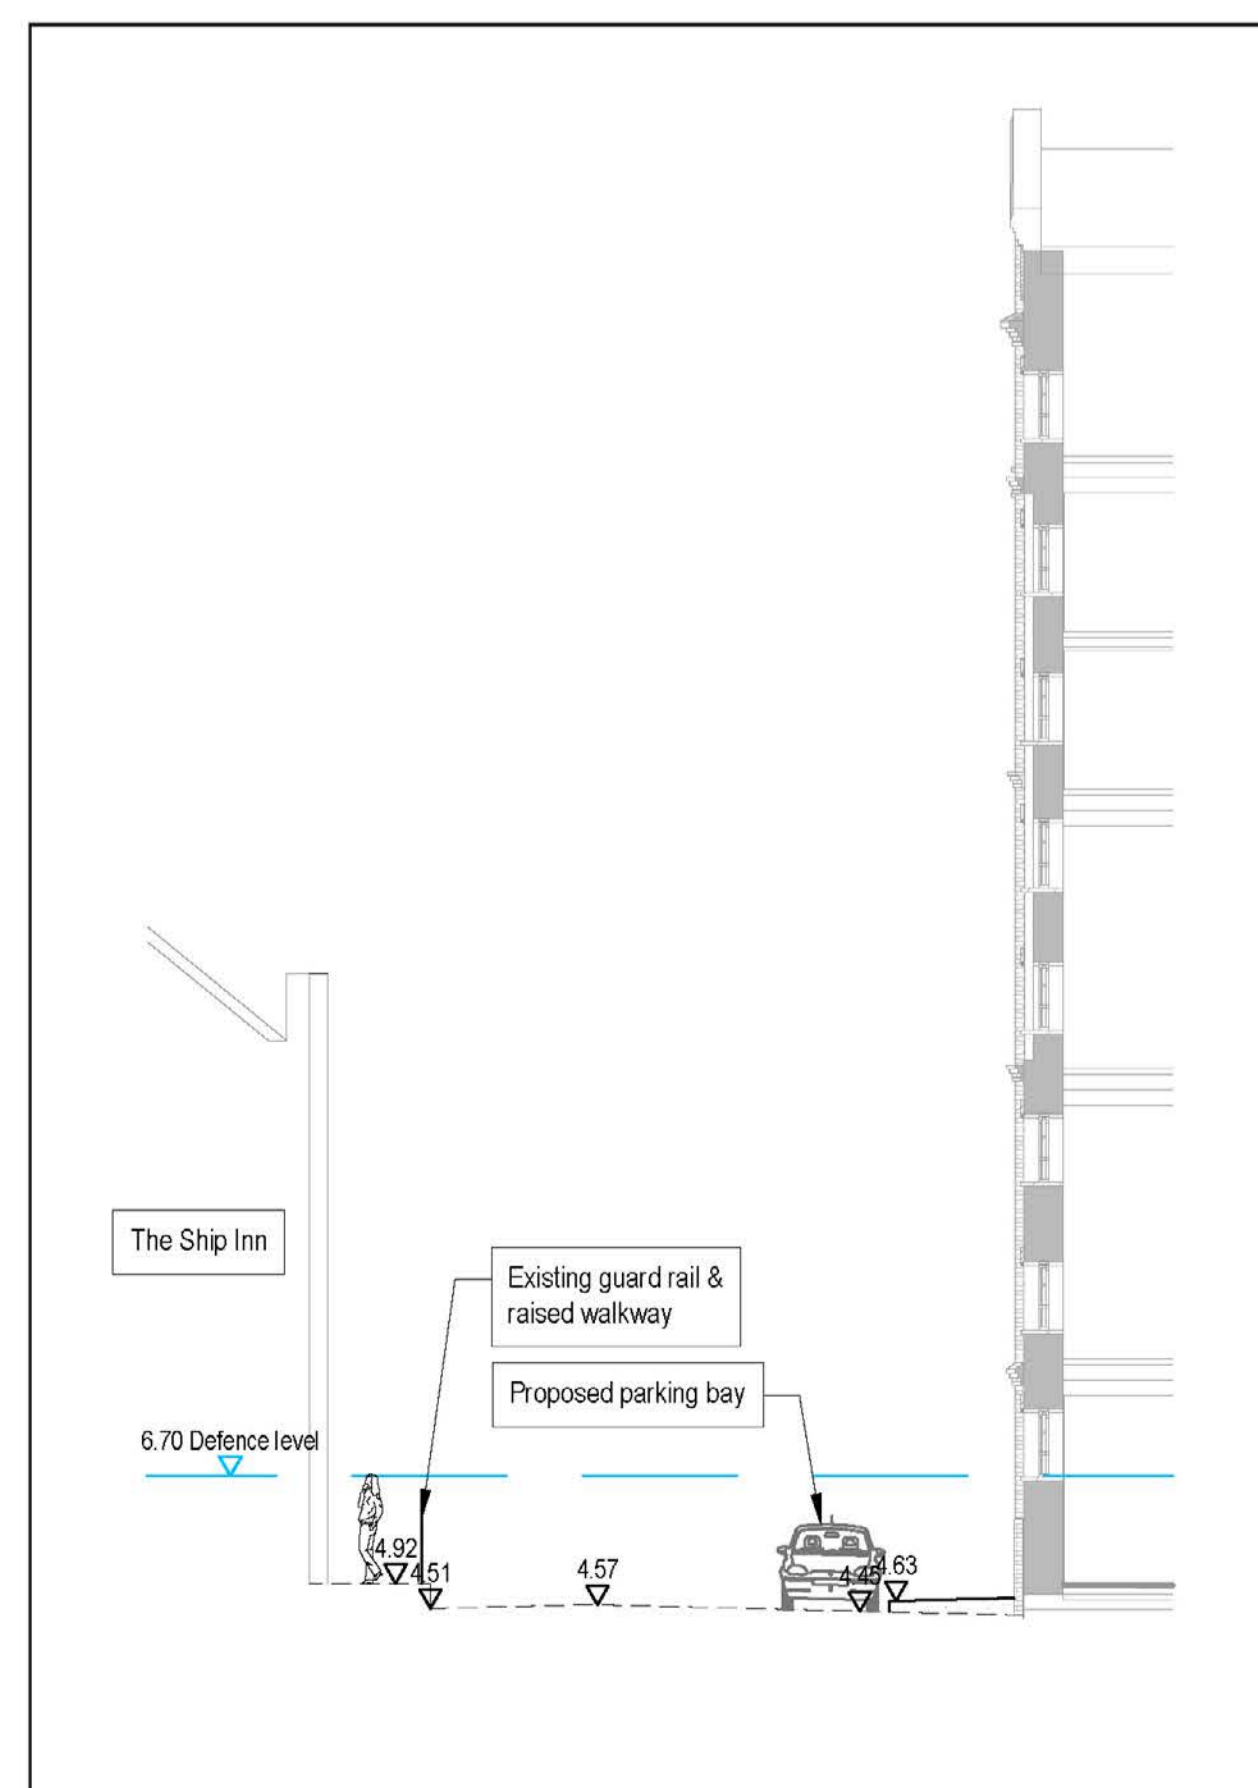 The Ship Inn
Existing guard rail &
raised walkway
Proposed parking bay
6.70 Defence level
4.92
4.51
4.57
4.45
4.63